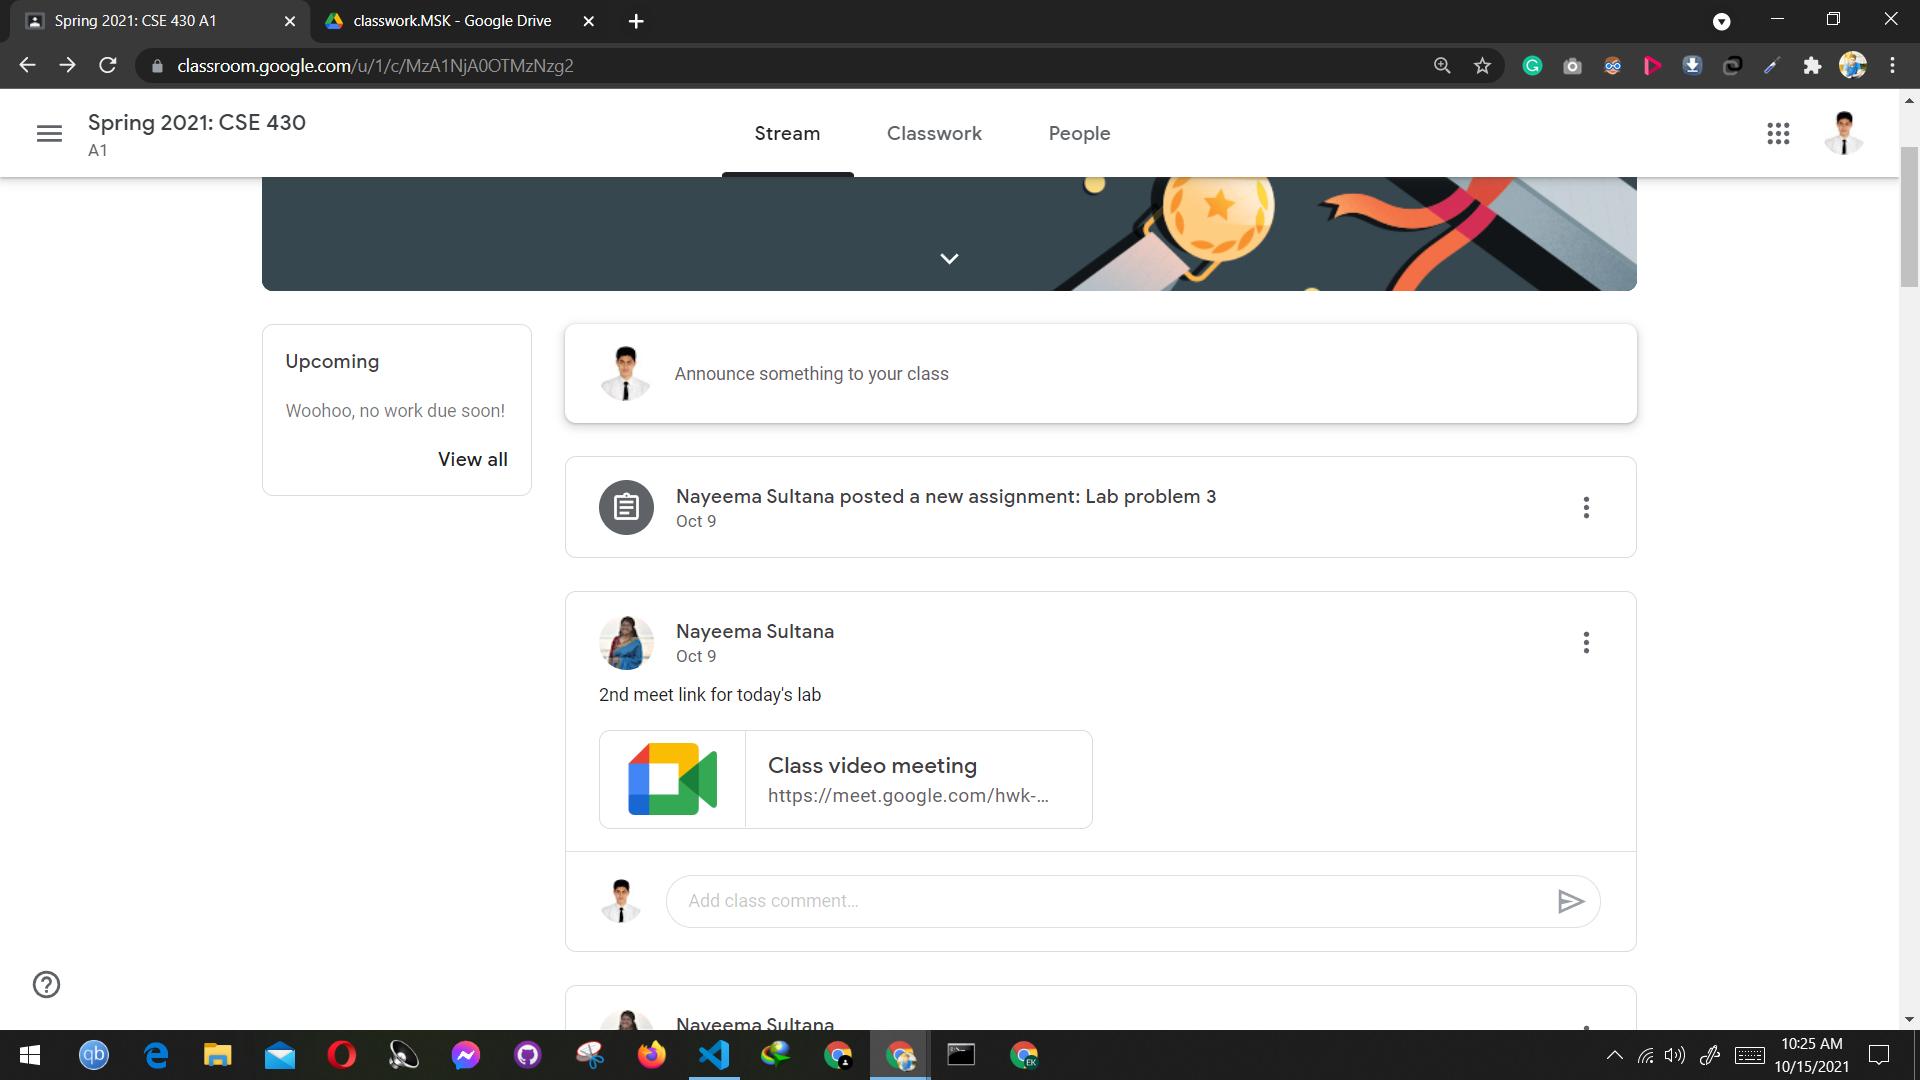 Spring 2021: CSE 430 A1
classwork.MSK - Google Drive
classroom.google.com/u/1/c/MzA1NjA0OTMzNzg2
Spring 2021: CSE 430
A1
Stream
Classwork
People
Upcoming
Woohoo, no work due soon!
View all
Announce something to your class
Nayeema Sultana posted a new assignment: Lab problem 3
Oct 9
Nayeema Sultana
Oct 9
2nd meet link for today's lab
Class video meeting
https://meet.google.com/hwk-...
Add class comment...
Nayeema Sultana
qb
EK
10:25 AM
10/15/2021